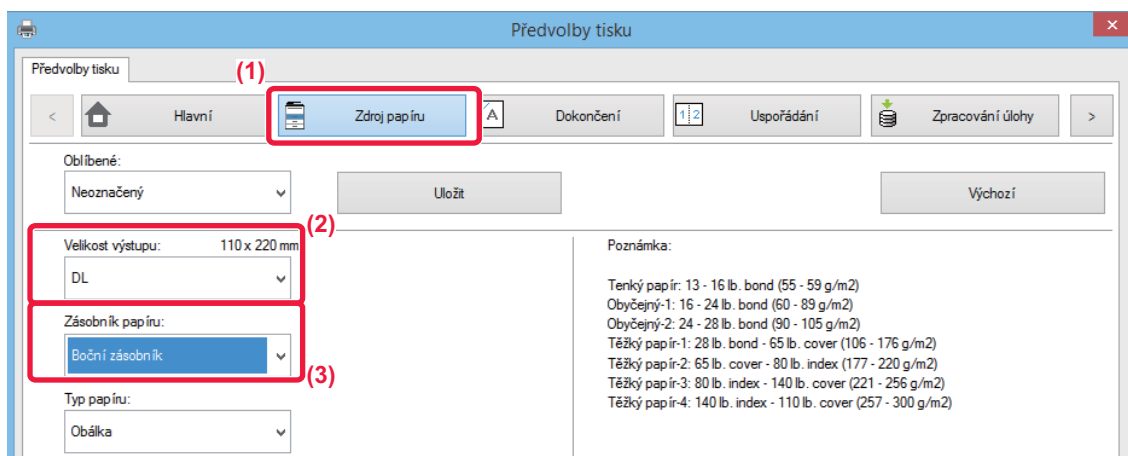 Předvolby tisku
×
Předvolby tisku
(1)
<
Hlavní
Zdroj papíru
A
Dokončení
1 2
Uspořádání
Zpracování úlohy
>
Oblíbené:
Neoznačený
Uložit
Výchozí
(2)
Velikost výstupu: 110 x 220 mm
DL
Zásobník papíru:
Boční zásobník
(3)
Typ papíru:
Obálka
Poznámka:
Tenký papír: 13 - 16 lb. bond (55 - 59 g/m2)
Obyčejný-1: 16 - 24 lb. bond (60 - 89 g/m2)
Obyčejný-2: 24 - 28 lb. bond (90 - 105 g/m2)
Těžký papír-1: 28 lb. bond - 65 lb. cover (106 - 176 g/m2)
Těžký papír-2: 65 lb. cover - 80 lb. index (177 - 220 g/m2)
Těžký papír-3: 80 lb. index - 140 lb. cover (221 - 256 g/m2)
Těžký papír-4: 140 lb. index - 110 lb. cover (257 - 300 g/m2)